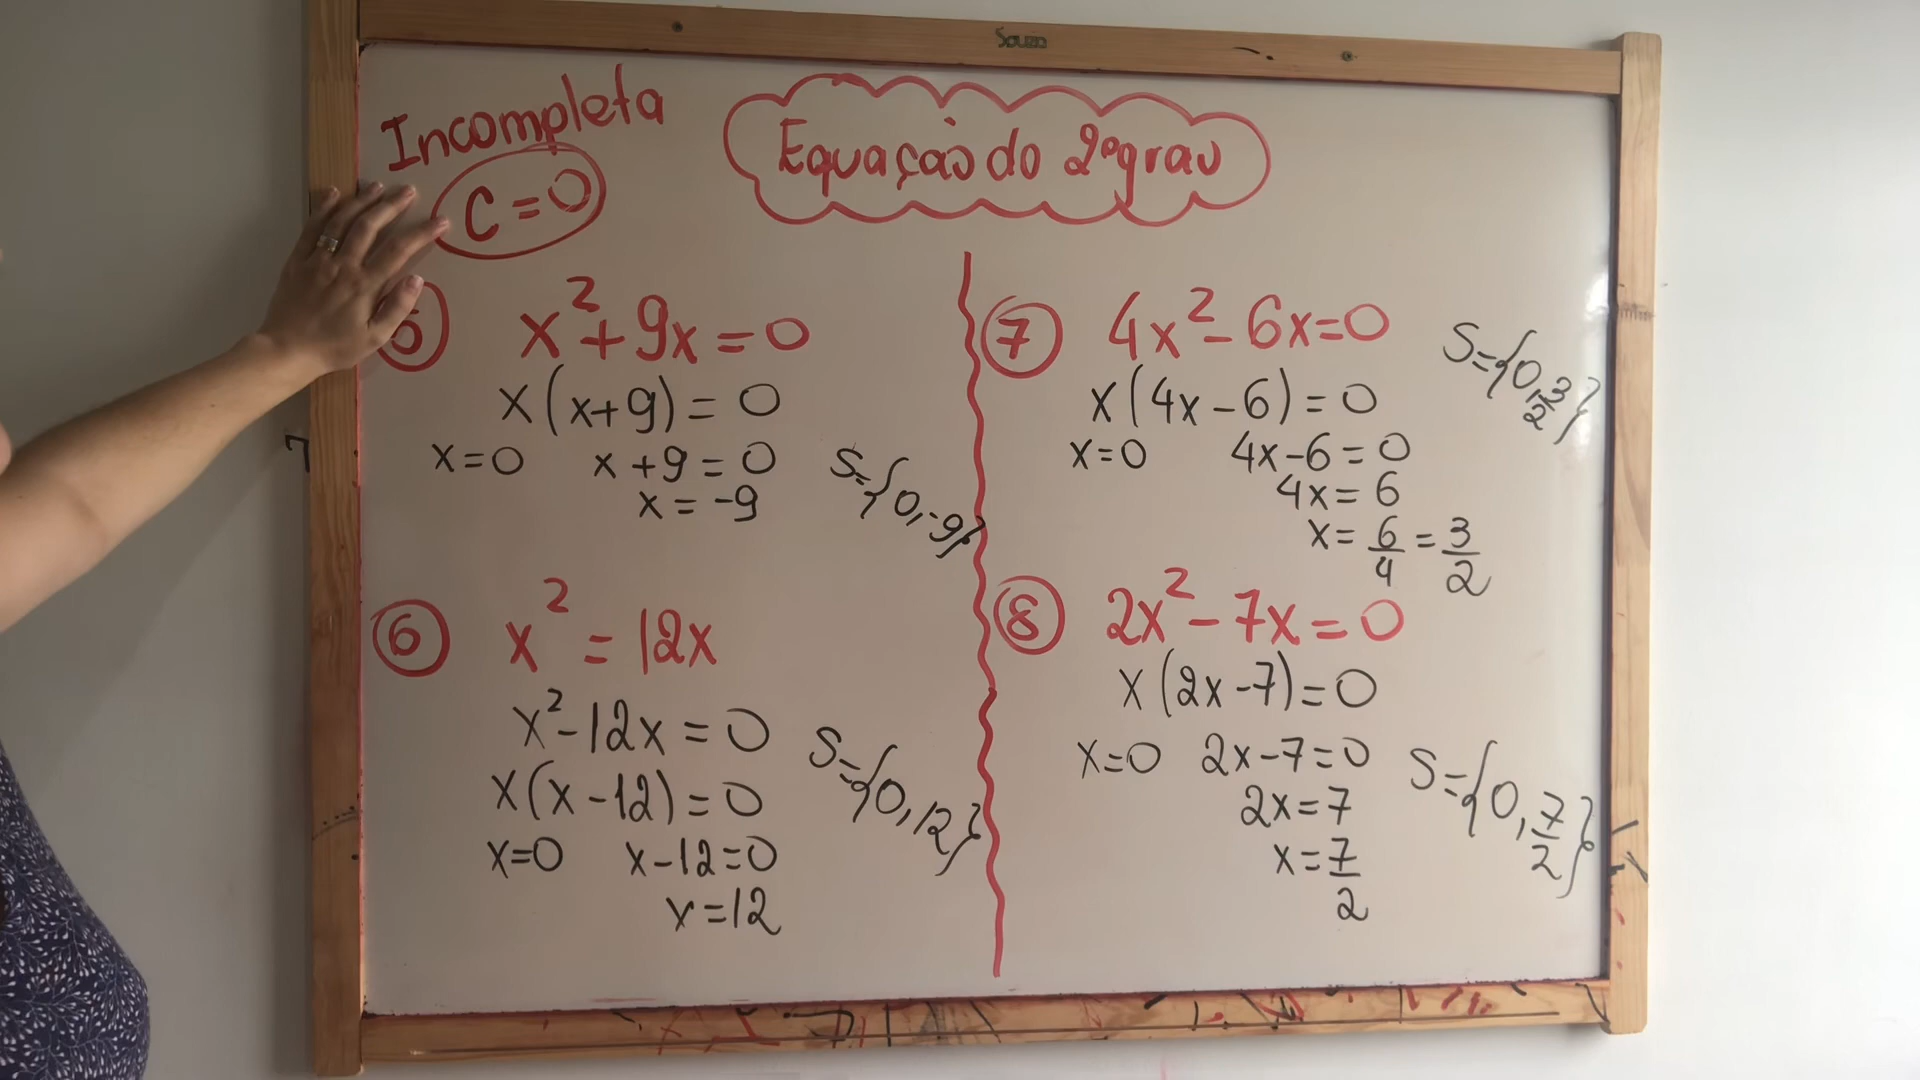 Souza
Incompleta
C=0
Equação do 2º grau
5
x² + 9x = 0
x(x+9) = 0
x=0 x+9=0
x = -9
S={0,-9}
6
x² = 12x
x² - 12x = 0
x(x-12) = 0
x=0 x-12=0
x=12
S={0,12}
7
4x² - 6x = 0
x(4x-6) = 0
x=0 4x-6=0
4x = 6
x = 6/4 = 3/2
S={0,3/2}
8
2x² - 7x = 0
x(2x-7) = 0
x=0 2x-7=0
2x=7
x=7/2
S={0,7/2}